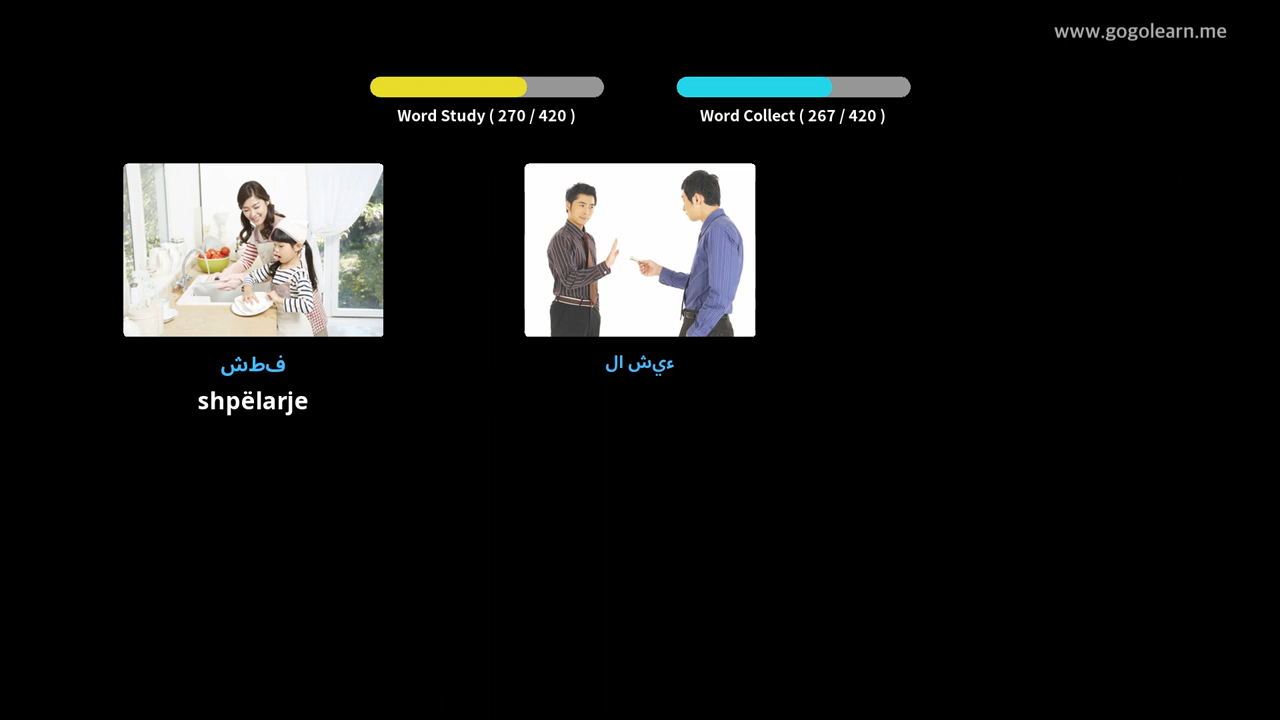 www.gogolearn.me
Word Study ( 270 / 420 )
Word Collect ( 267 / 420 )
فطش
shpëlarje
ءيش ال